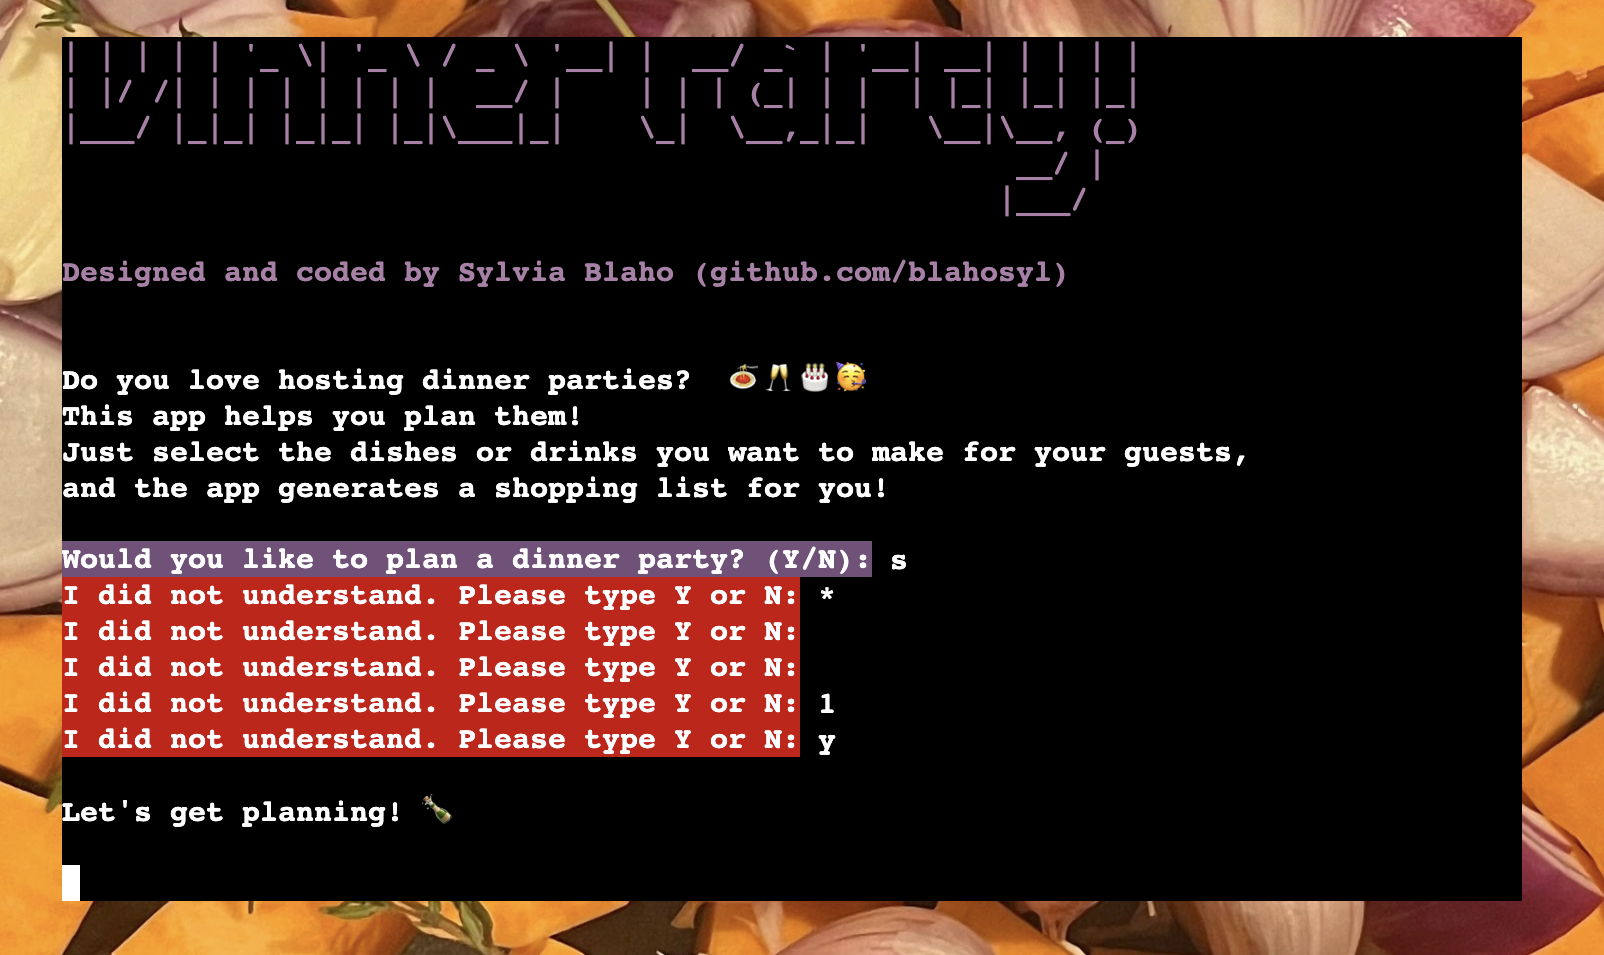 Dinner Party!
Designed and coded by Sylvia Blaho (github.com/blahosyl)
Do you love hosting dinner parties? 🍝🥂🎂🥳
This app helps you plan them!
Just select the dishes or drinks you want to make for your guests,
and the app generates a shopping list for you!
Would you like to plan a dinner party? (Y/N): s
I did not understand. Please type Y or N: *
I did not understand. Please type Y or N:
I did not understand. Please type Y or N:
I did not understand. Please type Y or N: 1
I did not understand. Please type Y or N: y
Let's get planning! 🍾